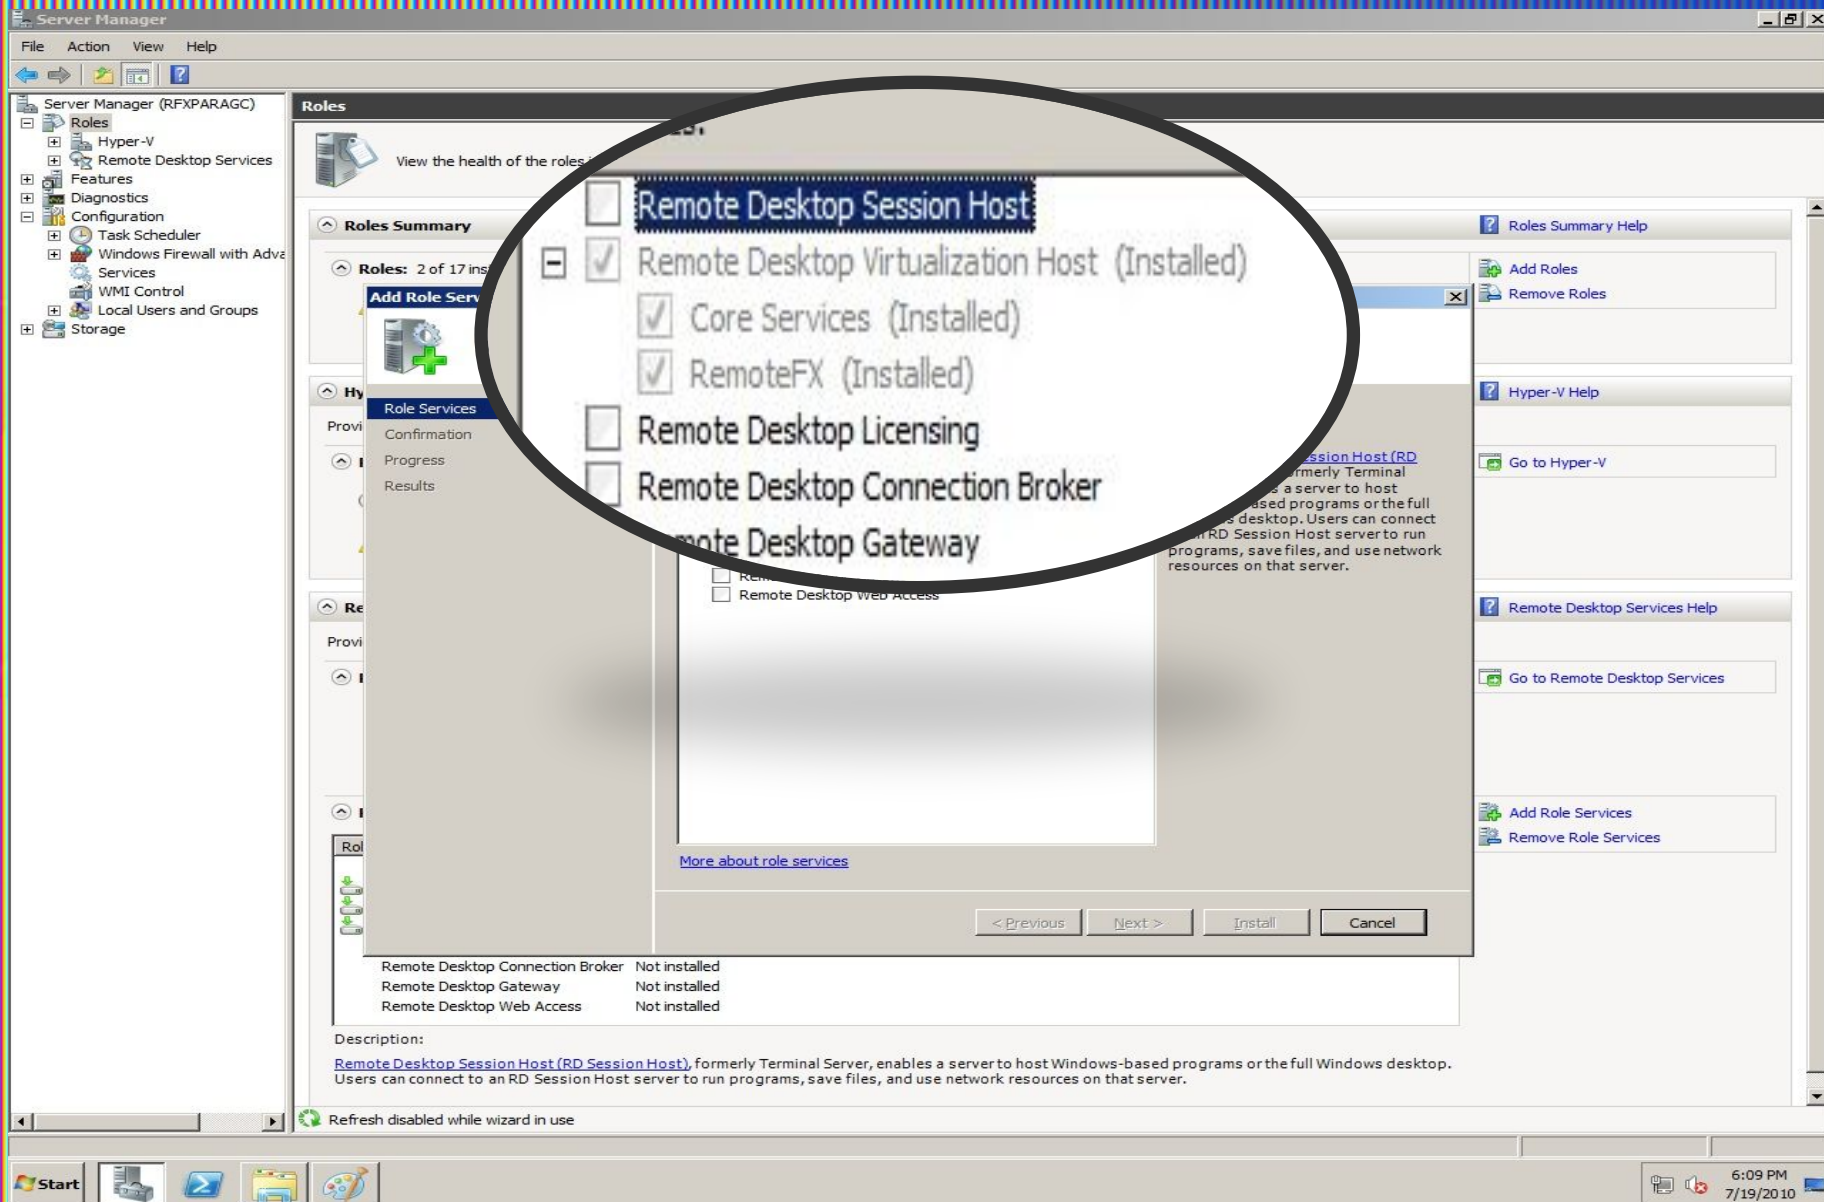 Server Manager
File Action View Help
Server Manager (RFXPARAGC)
Roles
Hyper-V
Remote Desktop Services
Features
Diagnostics
Configuration
Task Scheduler
Windows Firewall with Adva
Services
WMI Control
Local Users and Groups
Storage
Roles
View the health of the roles
Roles Summary
Roles Summary Help
Roles: 2 of 17 ins
Add Roles
Remove Roles
Add Role Serv
Role Services
Confirmation
Progress
Results
Remote Desktop Session Host
Remote Desktop Virtualization Host (Installed)
Core Services (Installed)
RemoteFX (Installed)
Remote Desktop Licensing
Remote Desktop Connection Broker
mote Desktop Gateway
Remote Desktop Web Access
ession Host (RD
rmerly Terminal
a server to host
ased programs or the full
desktop. Users can connect
RD Session Host server to run
programs, save files, and use network
resources on that server.
More about role services
< Previous Next > Install Cancel
Hy
Hyper-V Help
Provi
Go to Hyper-V
Re
Remote Desktop Services Help
Provi
Go to Remote Desktop Services
Add Role Services
Remove Role Services
Rol
Remote Desktop Connection Broker Not installed
Remote Desktop Gateway Not installed
Remote Desktop Web Access Not installed
Description:
Remote Desktop Session Host (RD Session Host), formerly Terminal Server, enables a server to host Windows-based programs or the full Windows desktop.
Users can connect to an RD Session Host server to run programs, save files, and use network resources on that server.
Refresh disabled while wizard in use
Start
6:09 PM
7/19/2010